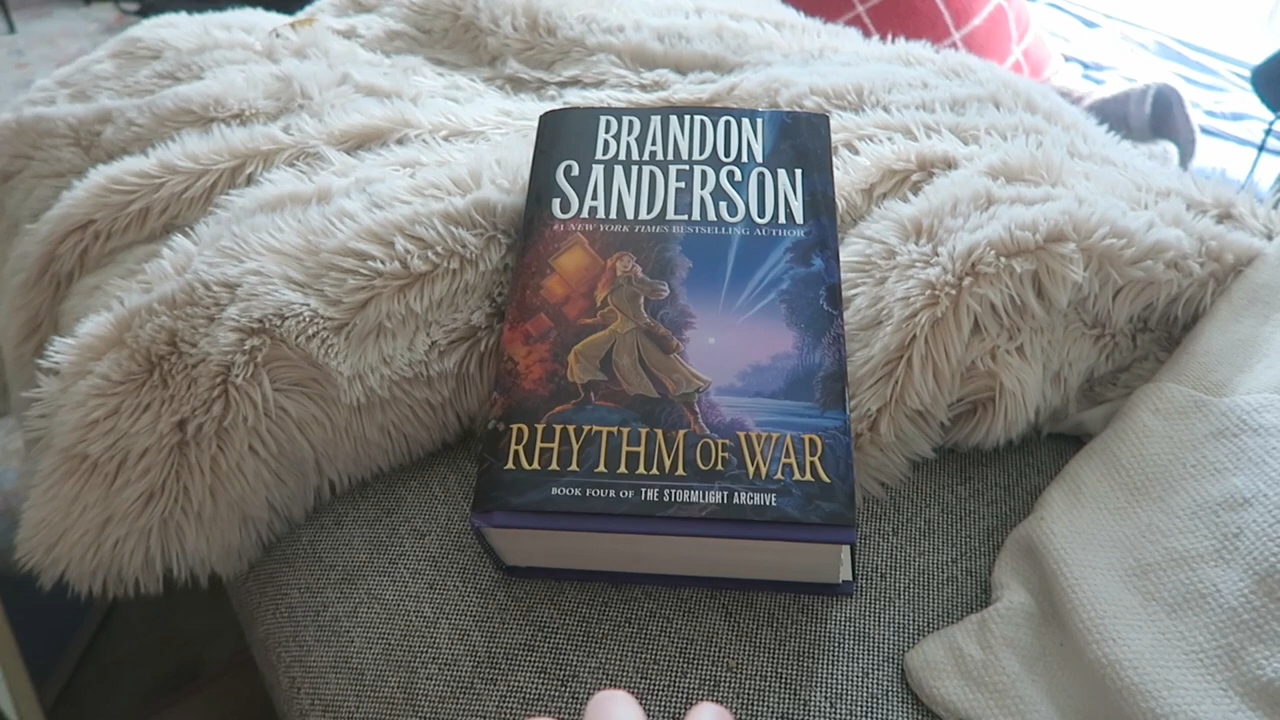 BRANDON
SANDERSON
#1 NEW YORK TIMES BESTSELLING AUTHOR
RHYTHM OF WAR
BOOK FOUR OF THE STORMLIGHT ARCHIVE